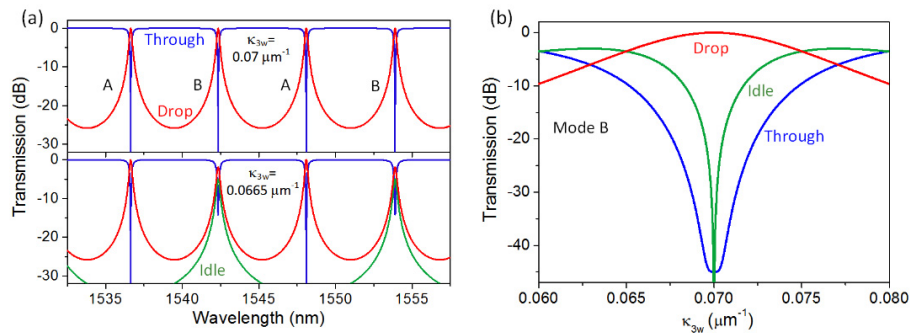 (a)
Transmission (dB)
0
-10
-20
-30
0
-10
-20
-30
Through
κ3w=
0.07 μm⁻¹
A
B
A
B
Drop
κ3w=
0.0665 μm⁻¹
Idle
1535
1540
1545
1550
1555
Wavelength (nm)
(b)
Transmission (dB)
0
-10
-20
-30
-40
Drop
Idle
Mode B
Through
0.060
0.065
0.070
0.075
0.080
κ3w (μm⁻¹)